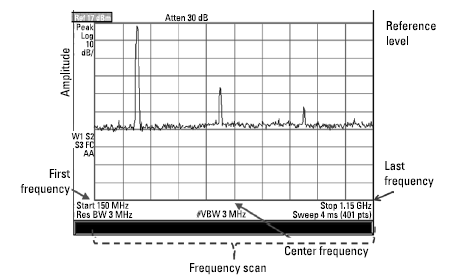 Ref 17 dBm
Atten 30 dB
Reference
level
Peak
Log
10
dB/
Amplitude
W1 S2
S3 FC
AA
First
frequency
Last
frequency
Start 150 MHz
Stop 1.15 GHz
Res BW 3 MHz
#VBW 3 MHz
Sweep 4 ms (401 pts)
Center frequency
Frequency scan